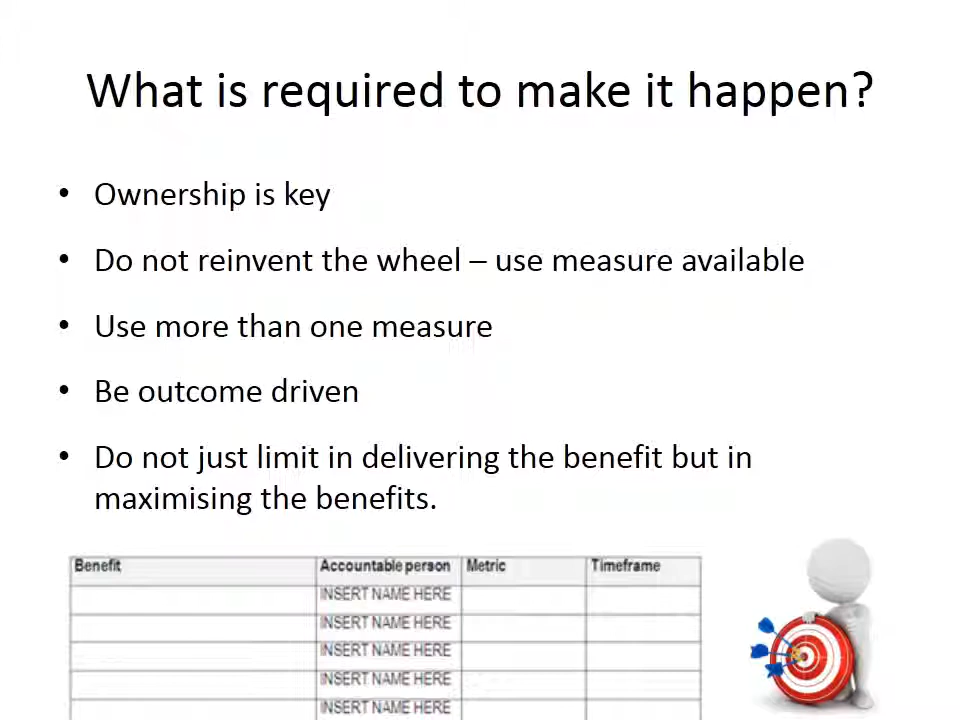 What is required to make it happen?
• Ownership is key
• Do not reinvent the wheel – use measure available
• Use more than one measure
• Be outcome driven
• Do not just limit in delivering the benefit but in
maximising the benefits.
Benefit Accountable person Metric Timeframe
INSERT NAME HERE
INSERT NAME HERE
INSERT NAME HERE
INSERT NAME HERE
INSERT NAME HERE